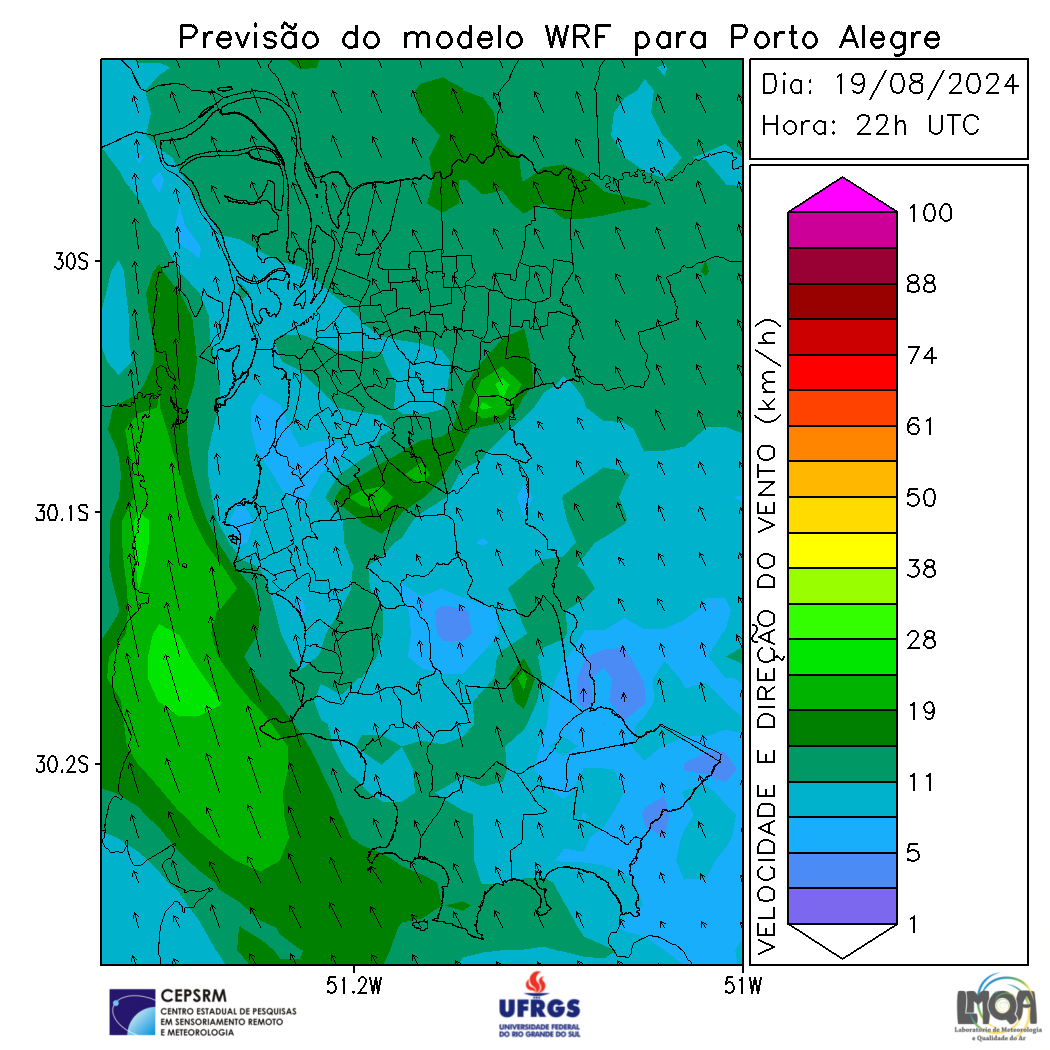 Previsão do modelo WRF para Porto Alegre
Dia: 19/08/2024
Hora: 22h UTC
30S
30.1S
30.2S
51.2W
51W
VELOCIDADE E DIREÇÃO DO VENTO (km/h)
100
88
74
61
50
38
28
19
11
5
1
CEPSRM
CENTRO ESTADUAL DE PESQUISAS
EM SENSORIAMENTO REMOTO
E METEOROLOGIA
UFRGS
UNIVERSIDADE FEDERAL
DO RIO GRANDE DO SUL
LMQA
Laboratório de Meteorologia
e Qualidade do Ar